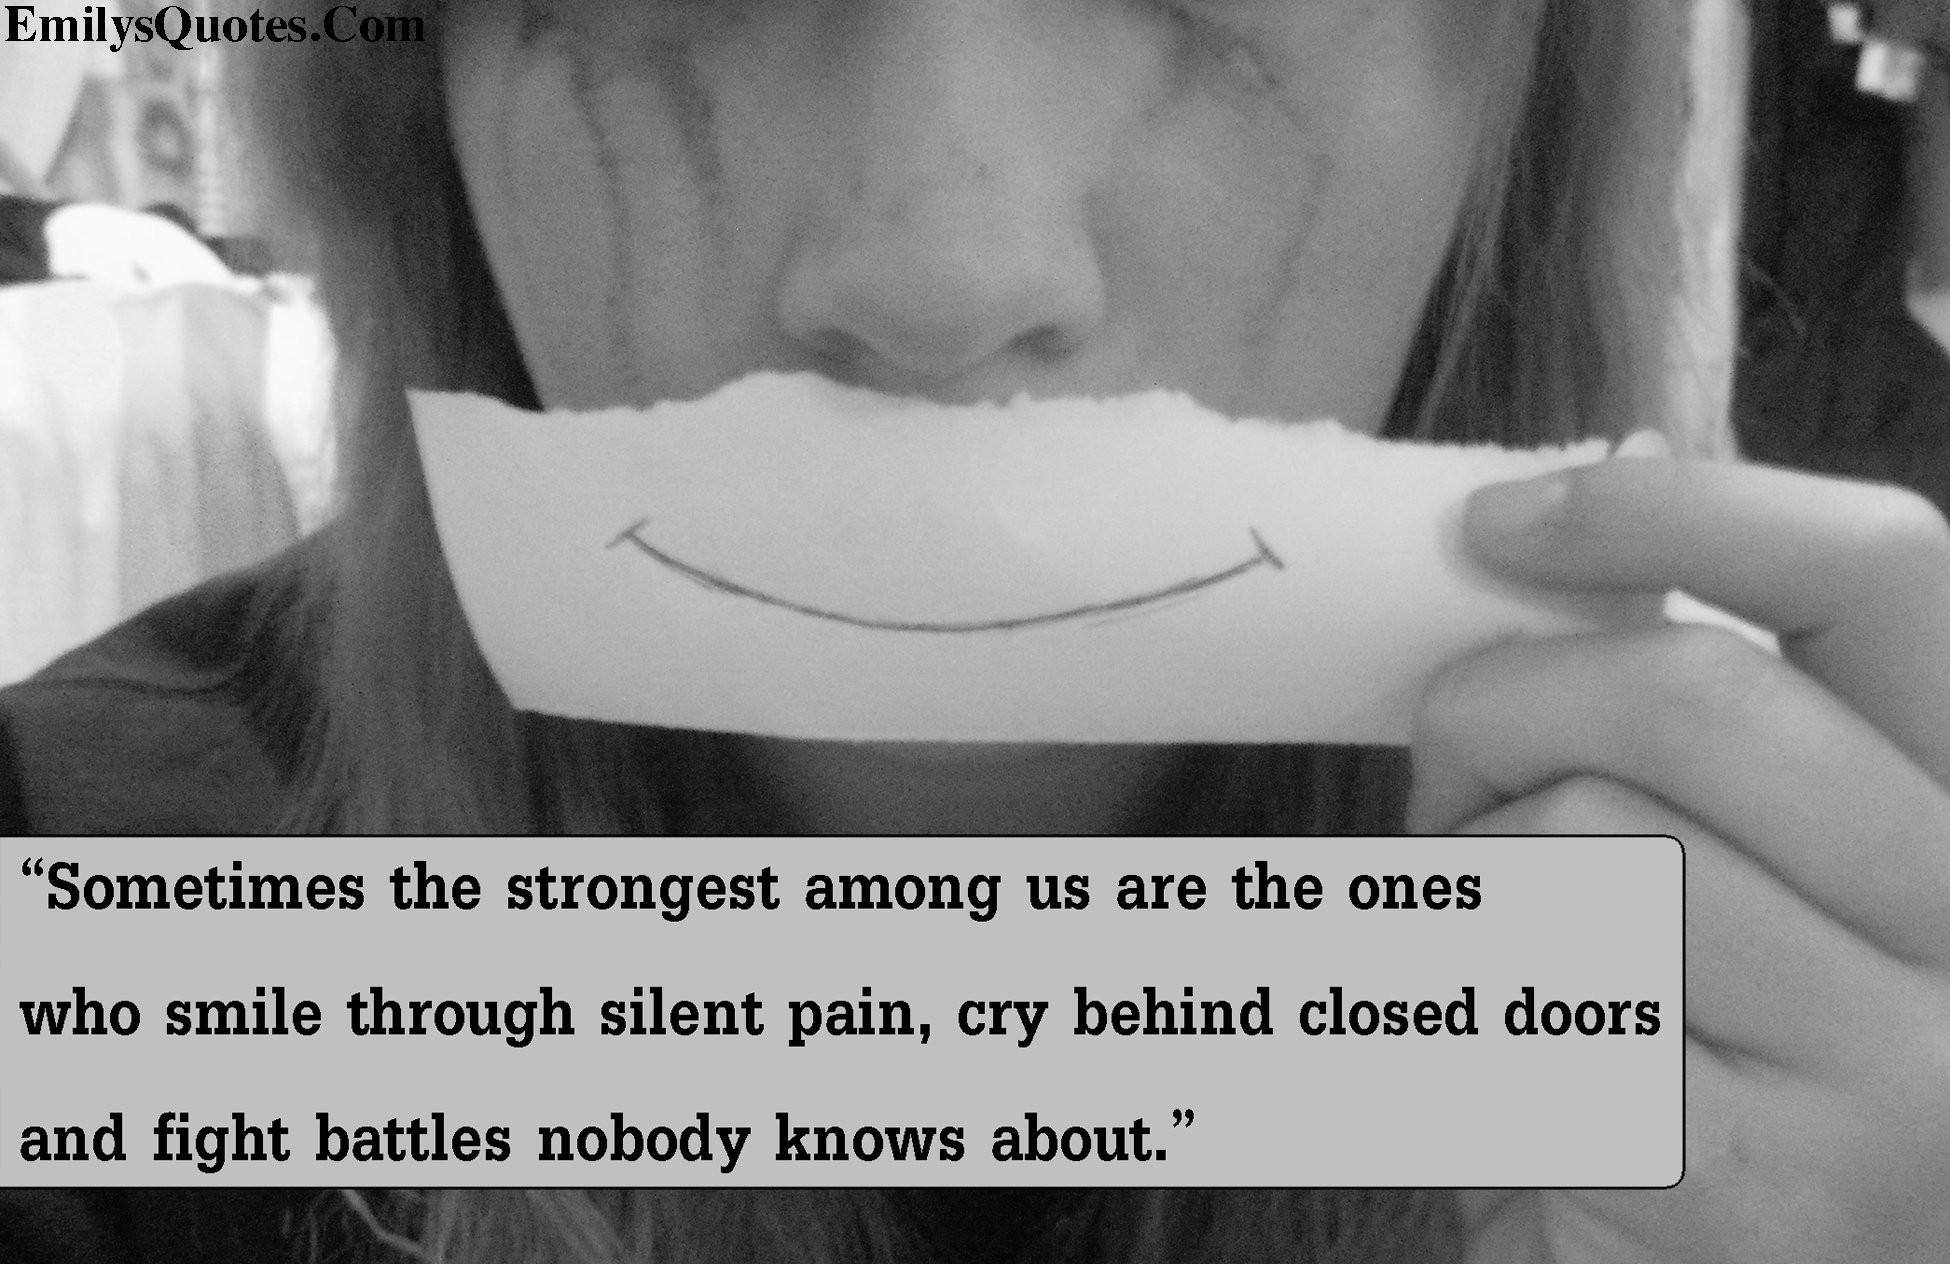 EmilysQuotes.Com
“Sometimes the strongest among us are the ones
who smile through silent pain, cry behind closed doors
and fight battles nobody knows about.”